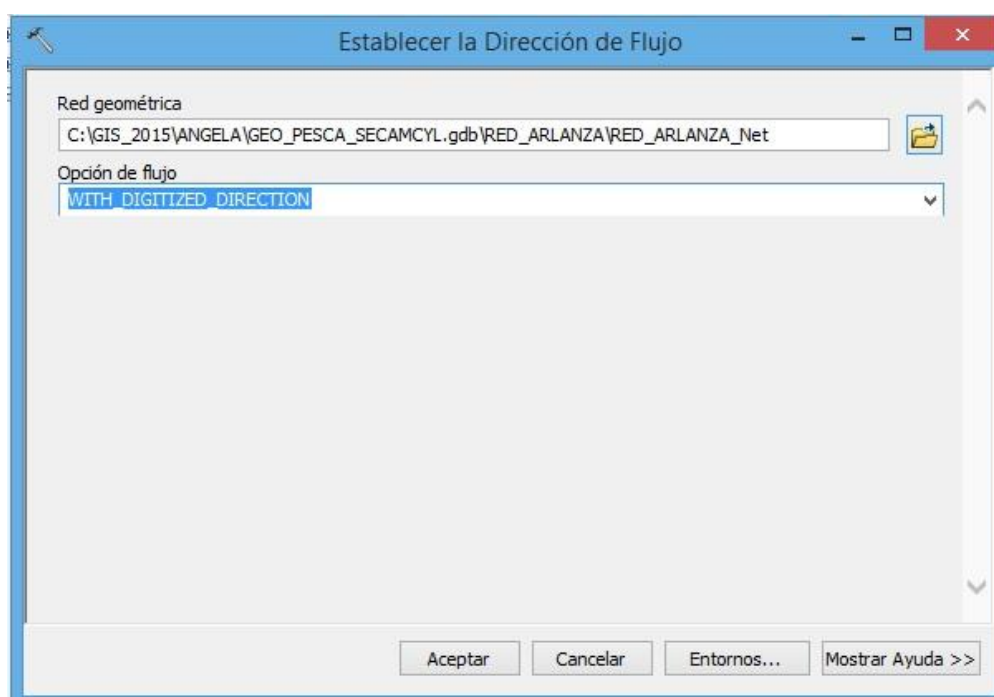 Establecer la Dirección de Flujo
Red geométrica
C:\GIS_2015\ANGELA\GEO_PESCA_SECAMCYL.gdb\RED_ARLANZA\RED_ARLANZA_Net
Opción de flujo
WITH_DIGITIZED_DIRECTION
Aceptar Cancelar Entornos... Mostrar Ayuda >>